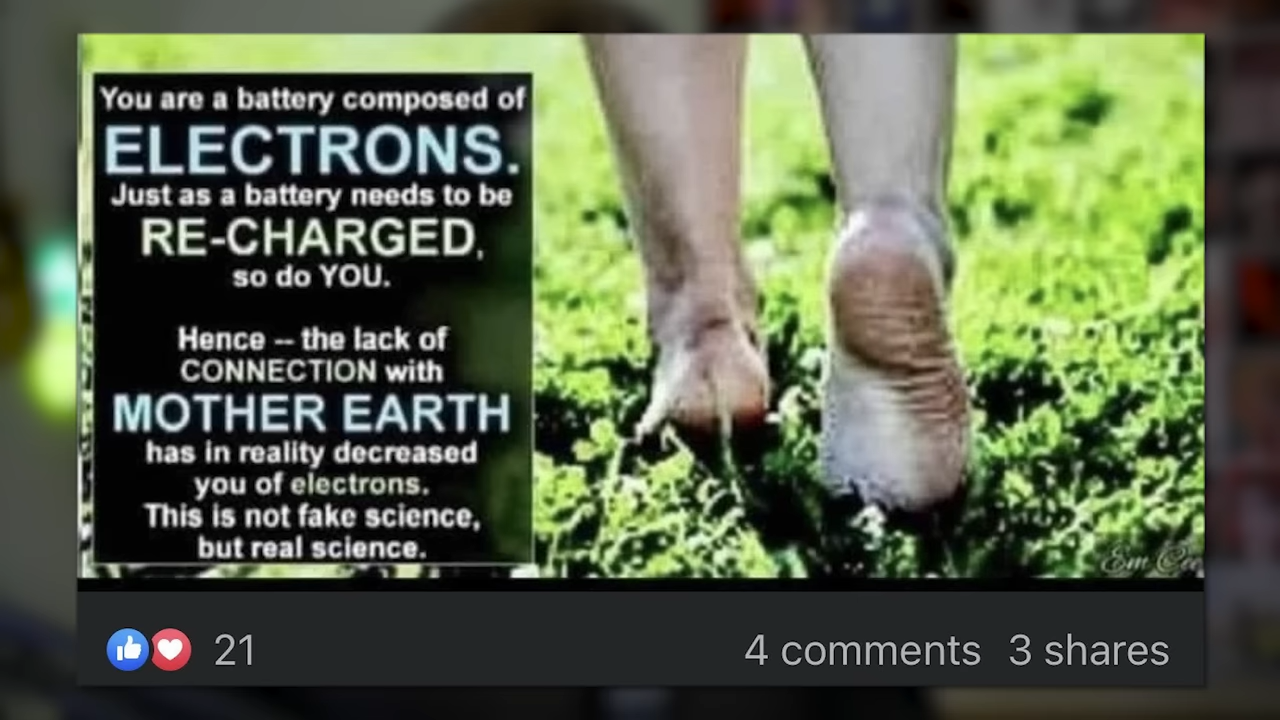 You are a battery composed of
ELECTRONS.
Just as a battery needs to be
RE-CHARGED,
so do YOU.
Hence -- the lack of
CONNECTION with
MOTHER EARTH
has in reality decreased
you of electrons.
This is not fake science,
but real science.
21
4 comments 3 shares